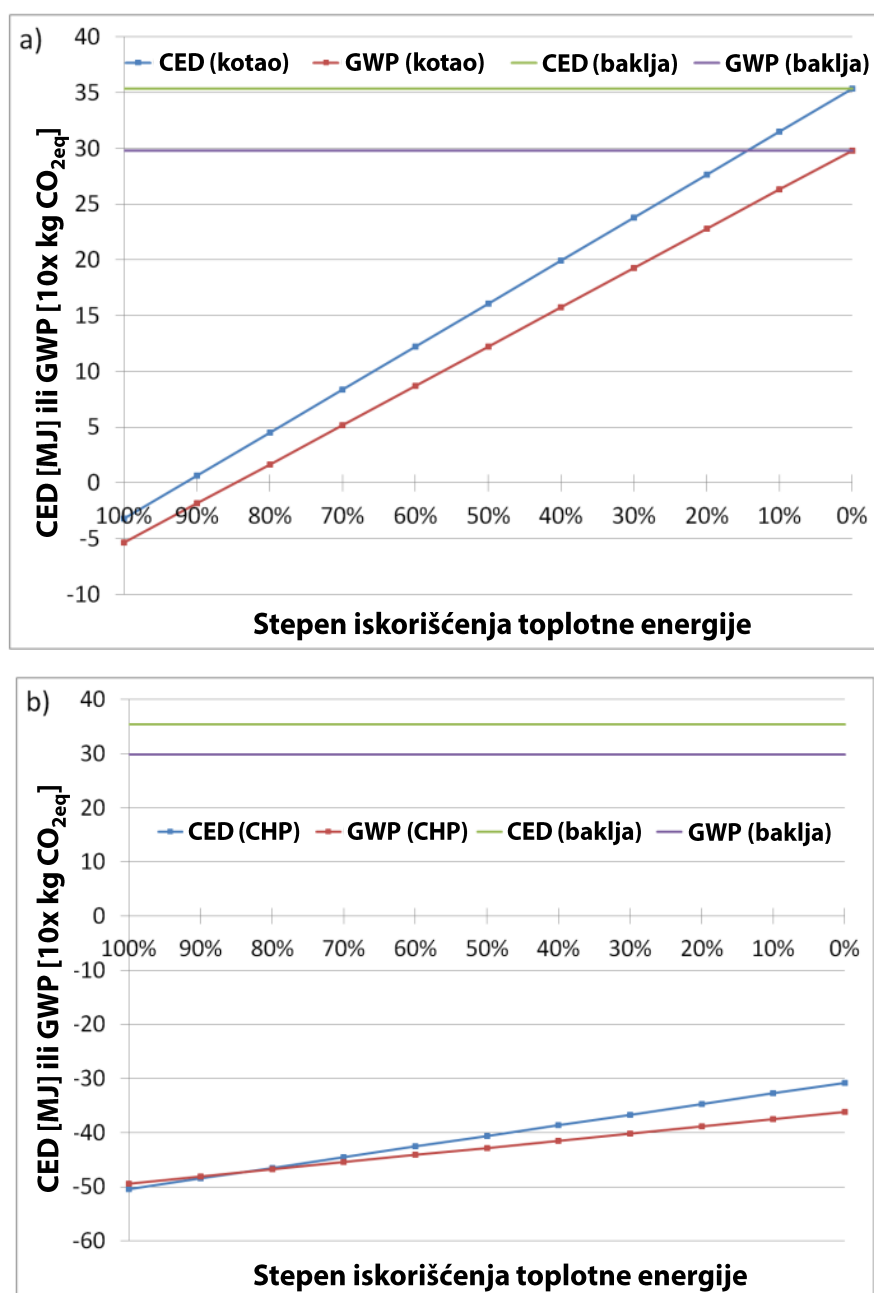 a)
40
CED (kotao) GWP (kotao) CED (baklja) GWP (baklja)
35
30
25
20
15
10
5
0
-5
-10
100% 90% 80% 70% 60% 50% 40% 30% 20% 10% 0%
CED [MJ] ili GWP [10x kg CO2eq]
Stepen iskorišćenja toplotne energije
b)
40
30
20
CED (CHP) GWP (CHP) CED (baklja) GWP (baklja)
10
0
100% 90% 80% 70% 60% 50% 40% 30% 20% 10% 0%
-10
-20
-30
-40
-50
-60
CED [MJ] ili GWP [10x kg CO2eq]
Stepen iskorišćenja toplotne energije